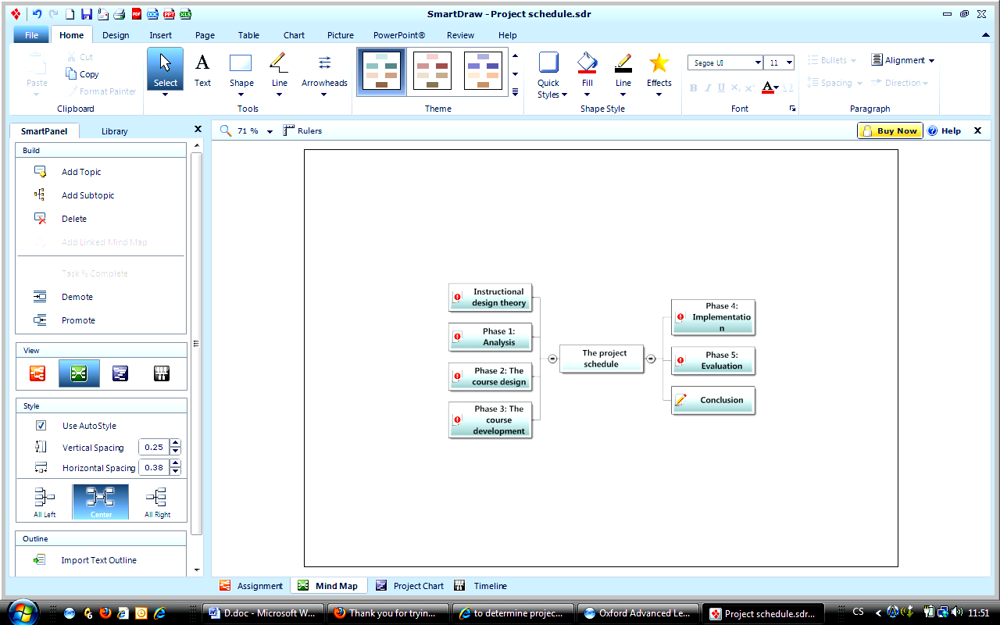 SmartDraw - Project schedule.sdr
PDF DOC PPT XLS
File Home Design Insert Page Table Chart Picture PowerPoint® Review Help
Paste
Cut
Copy
Format Painter
Clipboard
Select
Text
Shape
Line
Arrowheads
Tools
Theme
Quick
Styles
Fill
Line
Effects
Shape Style
Segoe UI 11
B I U X₂ X² A Ω
Font
Bullets
Alignment
Spacing
Direction
Paragraph
SmartPanel Library
71 % Rulers
Buy Now Help
Build
Add Topic
Add Subtopic
Delete
Add Linked Mind Map
Task % Complete
Demote
Promote
View
Style
Use AutoStyle
Vertical Spacing 0.25
Horizontal Spacing 0.38
All Left Center All Right
Outline
Import Text Outline
Instructional
design theory
Phase 1:
Analysis
Phase 2: The
course design
Phase 3: The
course
development
The project
schedule
Phase 4:
Implementatio
n
Phase 5:
Evaluation
Conclusion
Assignment Mind Map Project Chart Timeline
D.doc - Microsoft W...
Thank you for tryin...
to determine projec...
Oxford Advanced Le...
Project schedule.sdr...
CS
11:51